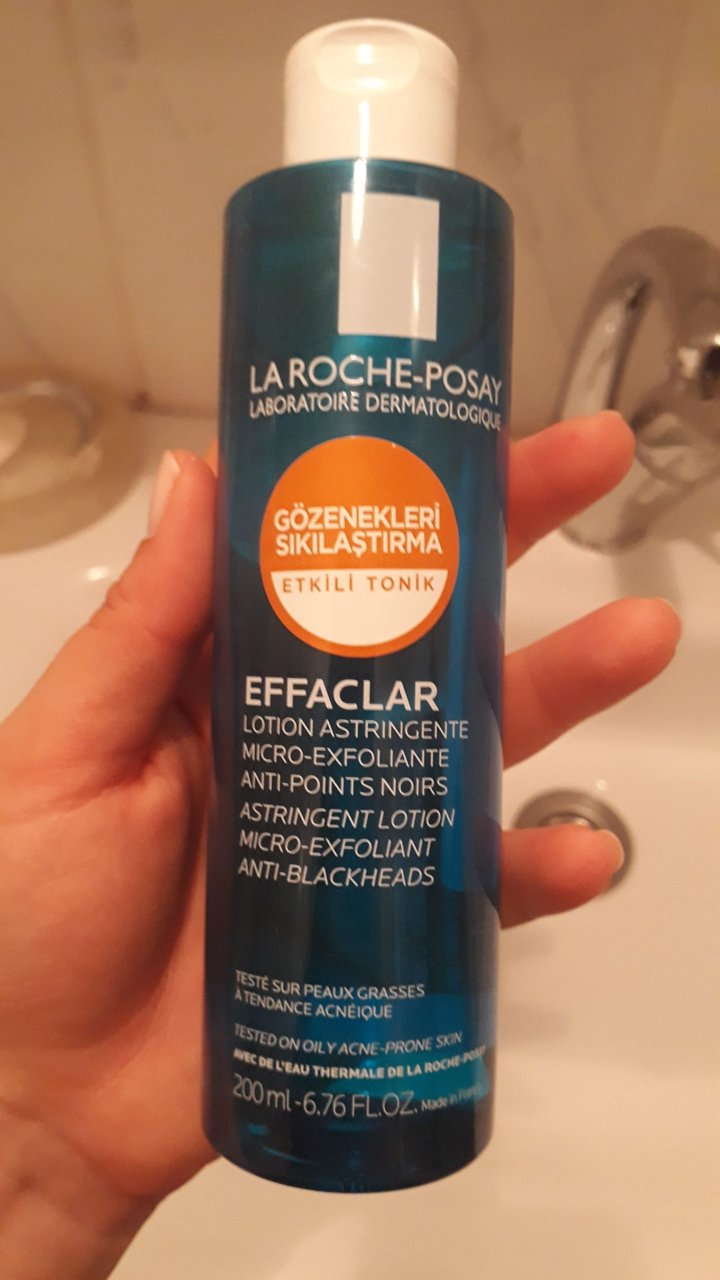 LA ROCHE-POSAY
LABORATOIRE DERMATOLOGIQUE
GÖZENEKLERİ
SIKILAŞTIRMA
ETKİLİ TONİK
EFFACLAR
LOTION ASTRINGENTE
MICRO-EXFOLIANTE
ANTI-POINTS NOIRS
ASTRINGENT LOTION
MICRO-EXFOLIANT
ANTI-BLACKHEADS
TESTÉ SUR PEAUX GRASSES
À TENDANCE ACNÉIQUE
TESTED ON OILY ACNE-PRONE SKIN
AVEC DE L'EAU THERMALE DE LA ROCHE-POSAY
200 ml - 6.76 FL.OZ. Made in France